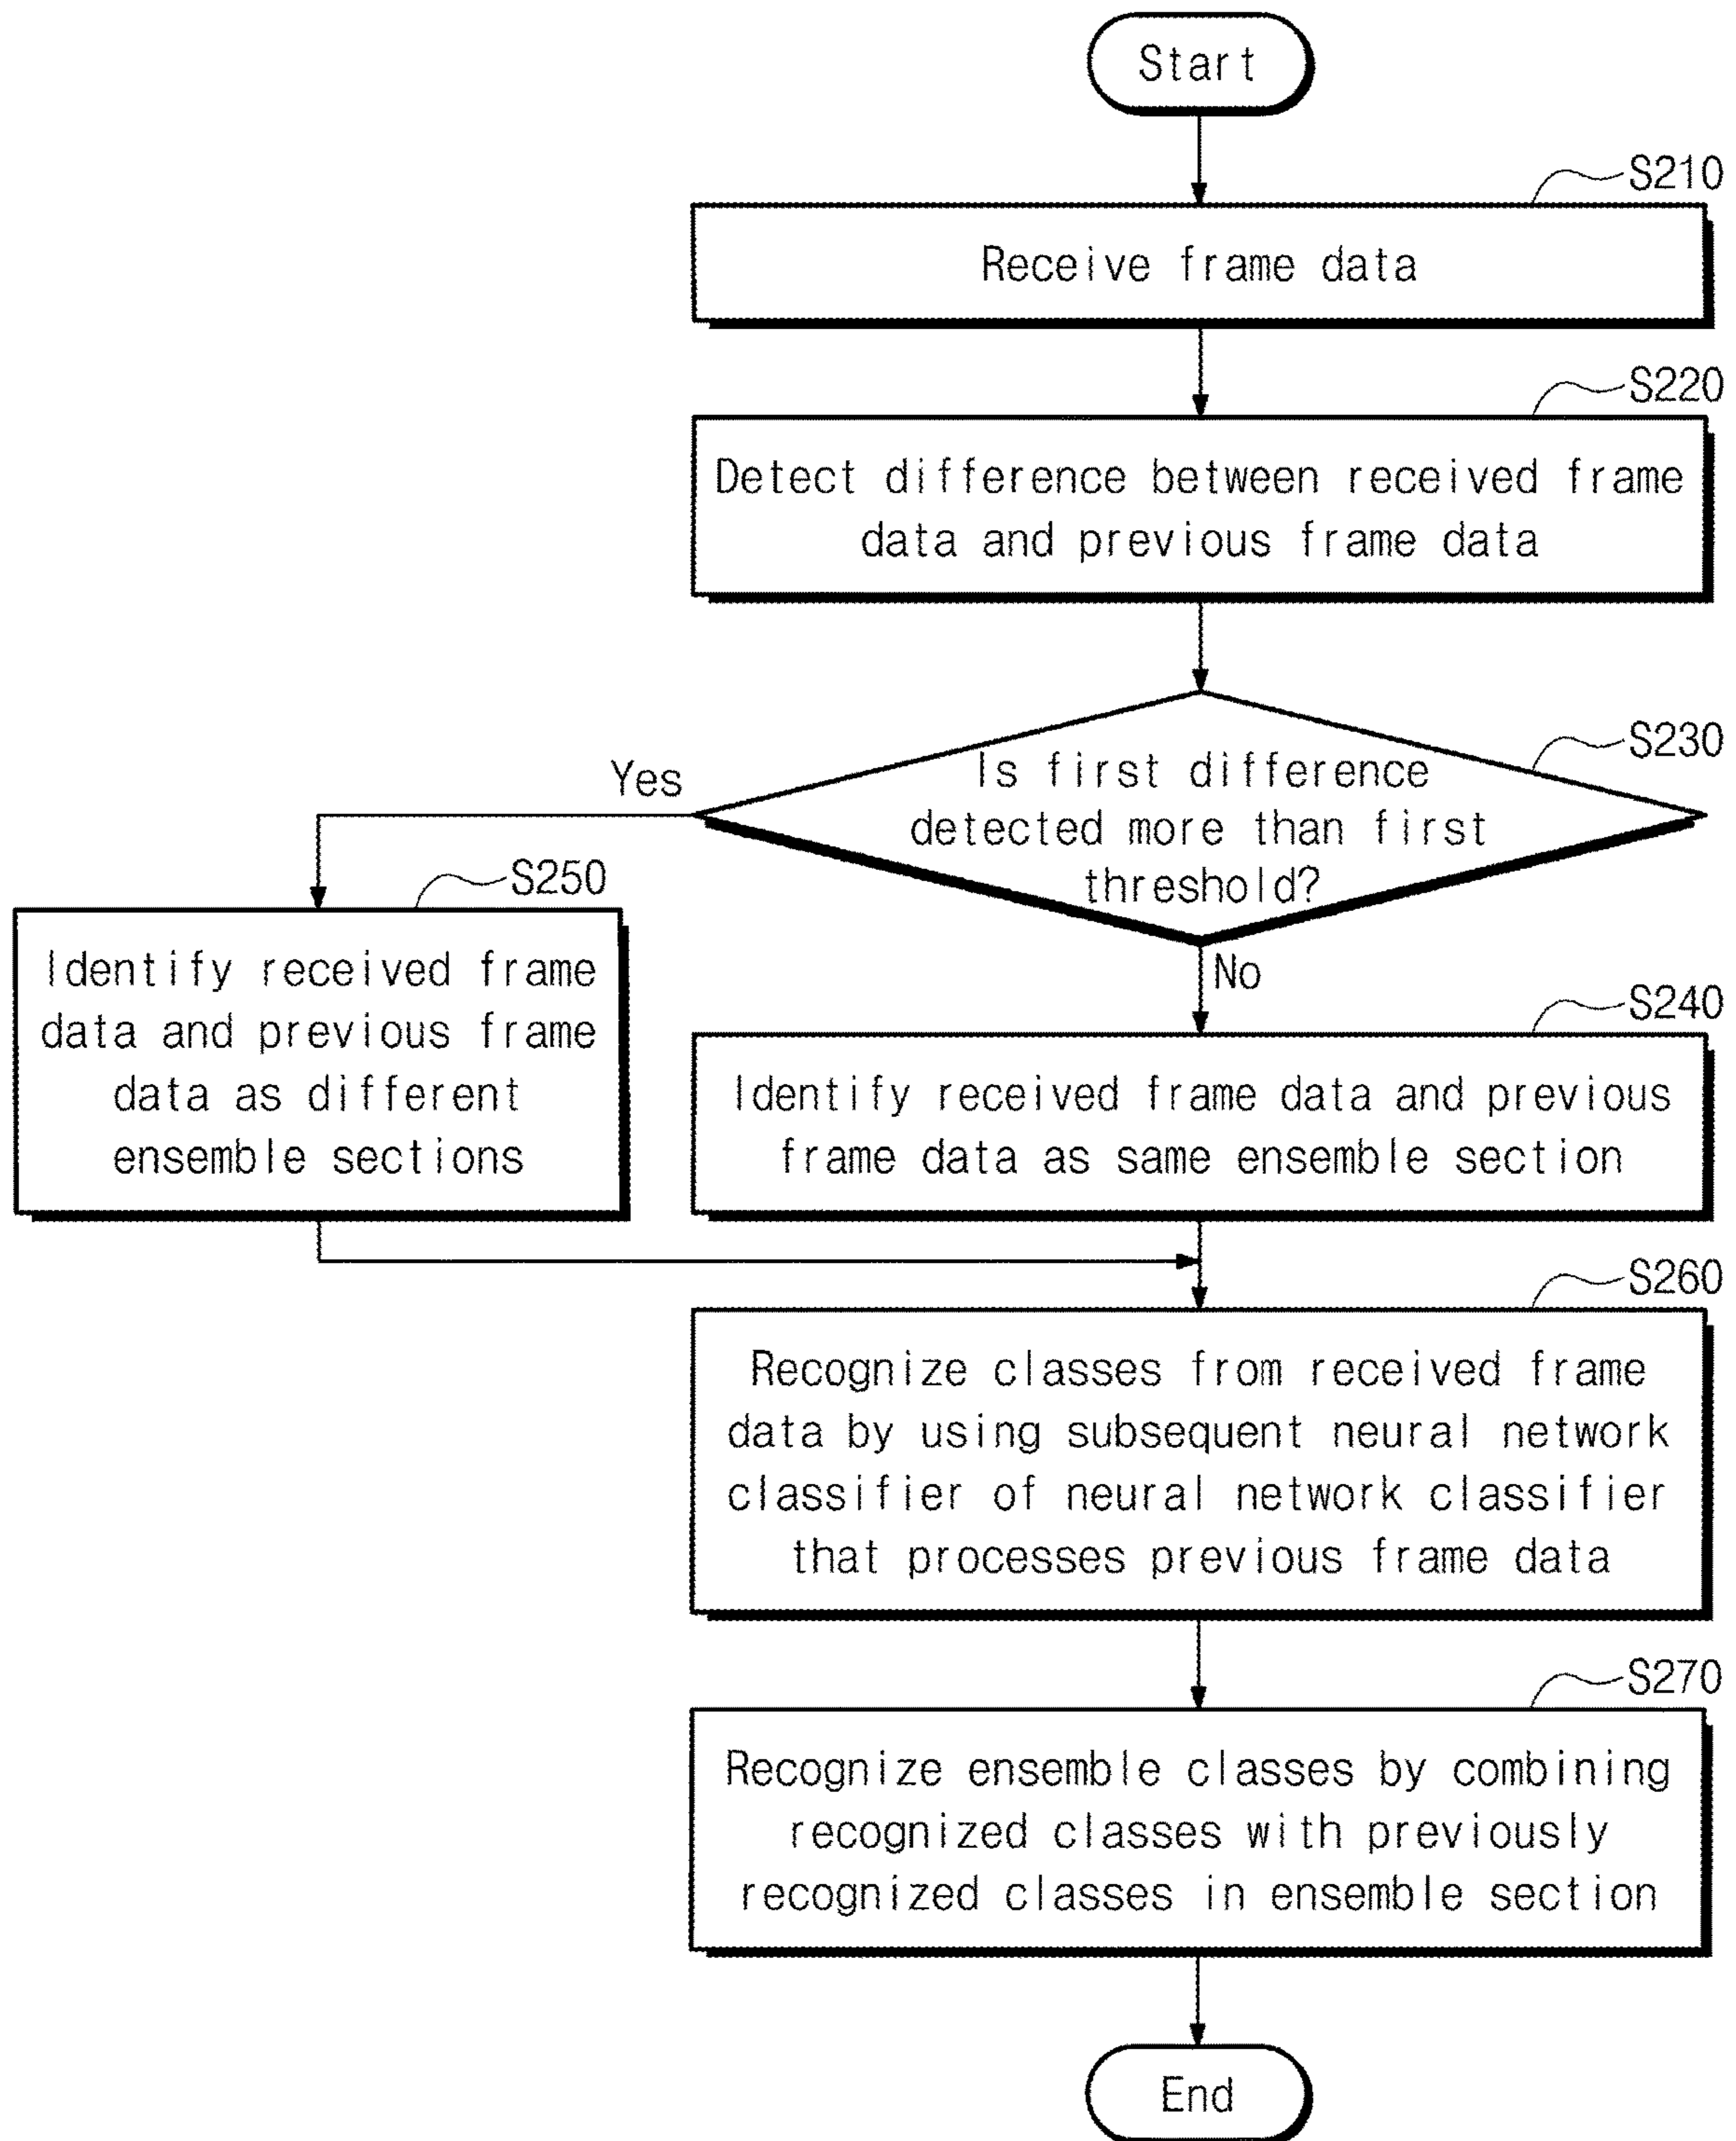 Start
S210
Receive frame data
S220
Detect difference between received frame
data and previous frame data
S230
Is first difference
detected more than first
threshold?
Yes
No
S250
Identify received frame
data and previous frame
data as different
ensemble sections
S240
Identify received frame data and previous
frame data as same ensemble section
S260
Recognize classes from received frame
data by using subsequent neural network
classifier of neural network classifier
that processes previous frame data
S270
Recognize ensemble classes by combining
recognized classes with previously
recognized classes in ensemble section
End